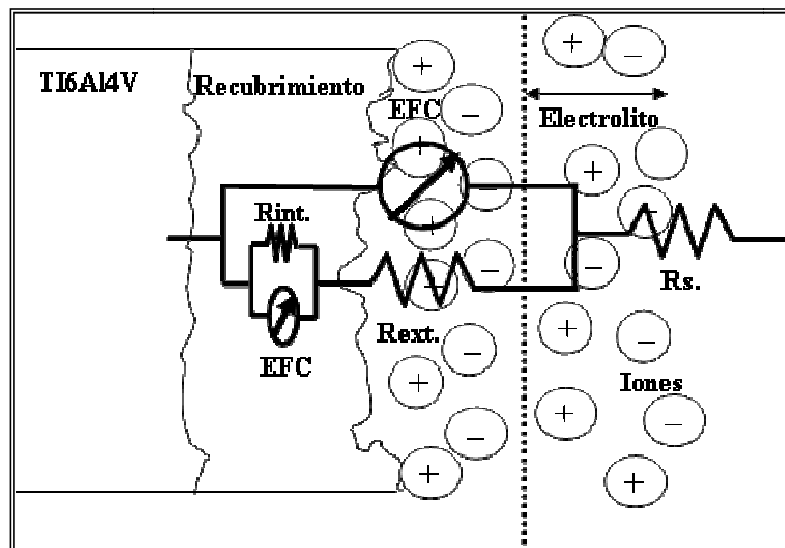 TI6Al4V
Recubrimiento
EFC
Electrolito
Rint.
Rs.
Rext.
EFC
Iones